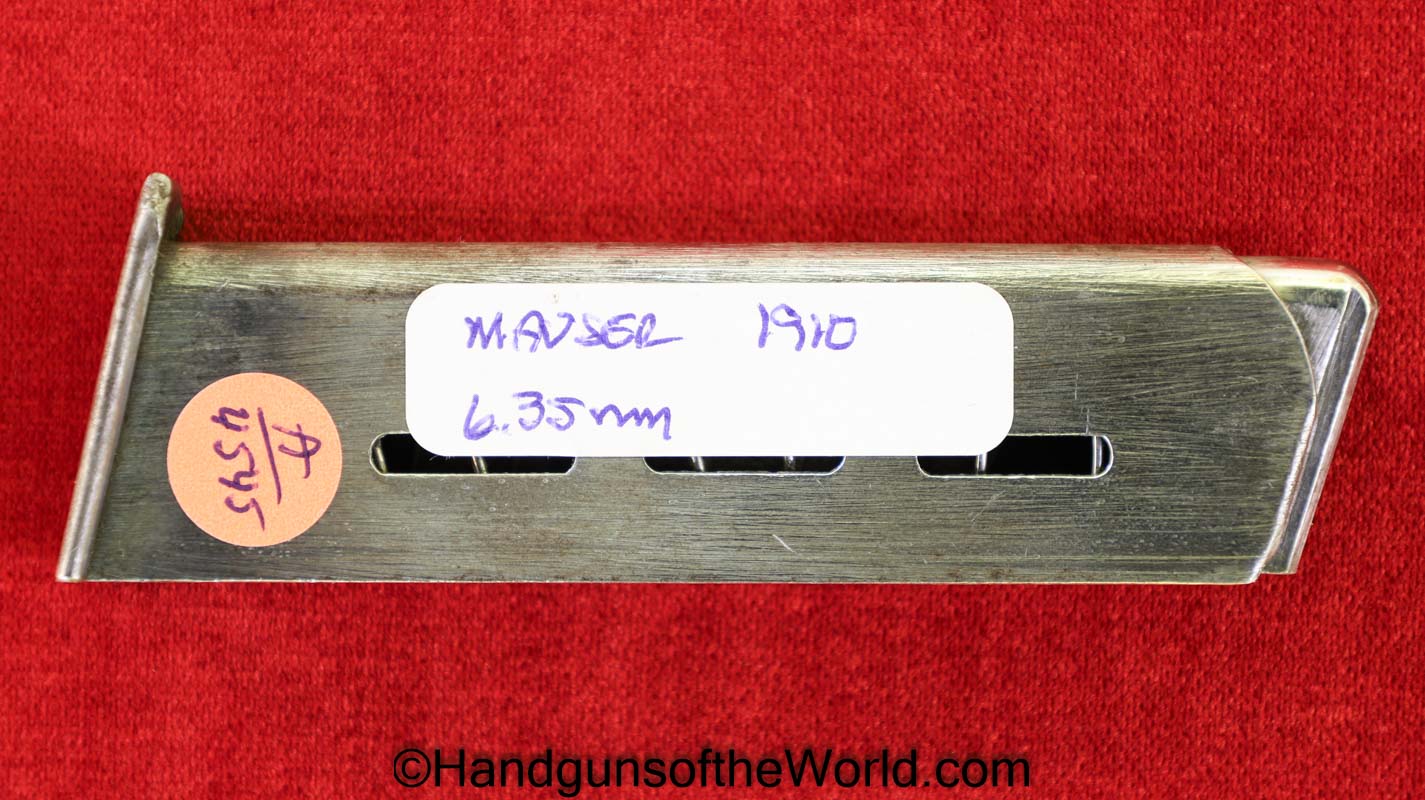 MAUSER 1910
6.35mm
A
4545
©HandgunsoftheWorld.com